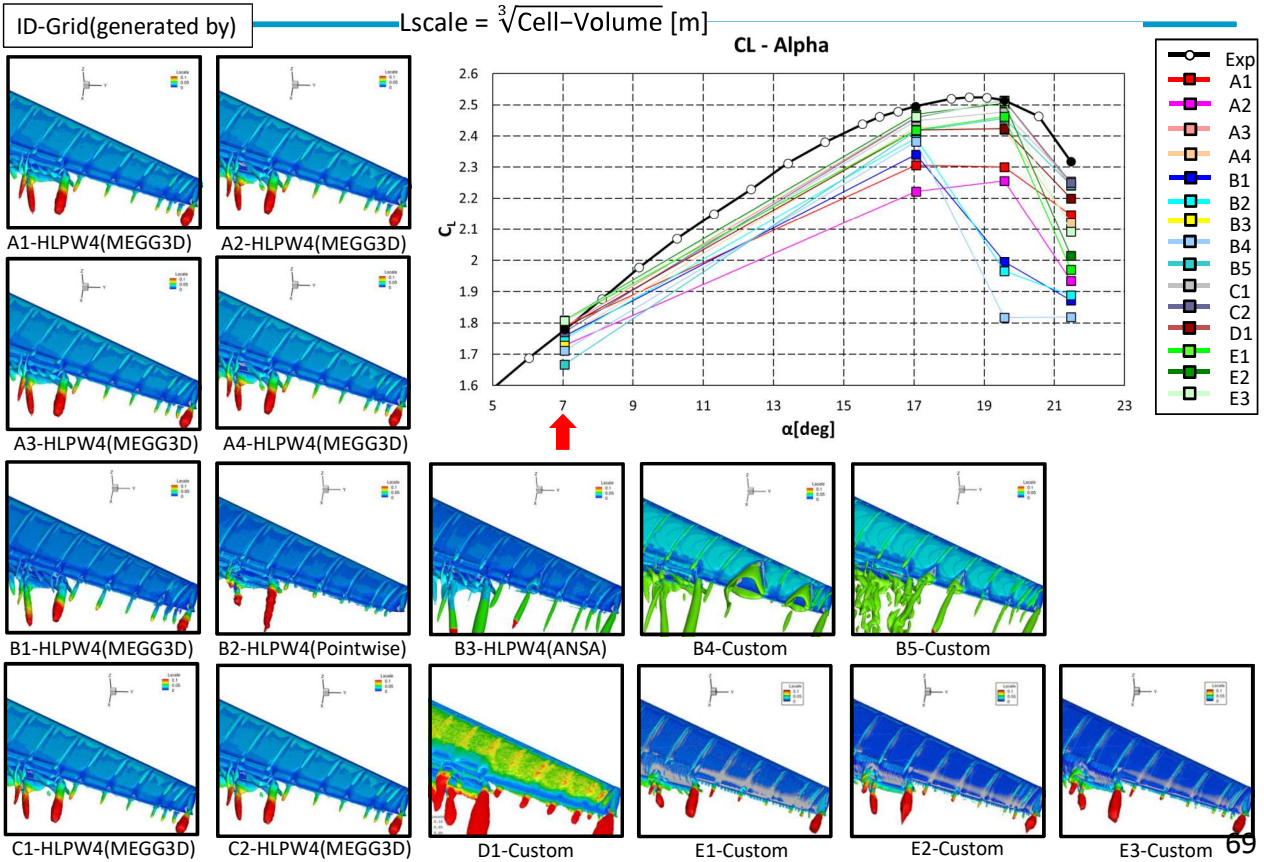 ID-Grid(generated by)
Lscale = ∛Cell−Volume [m]
CL - Alpha
2.6
2.5
2.4
2.3
2.2
2.1
2
1.9
1.8
1.7
1.6
CL
5 7 9 11 13 15 17 19 21 23
α[deg]
Exp
A1
A2
A3
A4
B1
B2
B3
B4
B5
C1
C2
D1
E1
E2
E3
A1-HLPW4(MEGG3D) A2-HLPW4(MEGG3D)
A3-HLPW4(MEGG3D) A4-HLPW4(MEGG3D)
B1-HLPW4(MEGG3D) B2-HLPW4(Pointwise) B3-HLPW4(ANSA) B4-Custom B5-Custom
C1-HLPW4(MEGG3D) C2-HLPW4(MEGG3D) D1-Custom E1-Custom E2-Custom E3-Custom
69